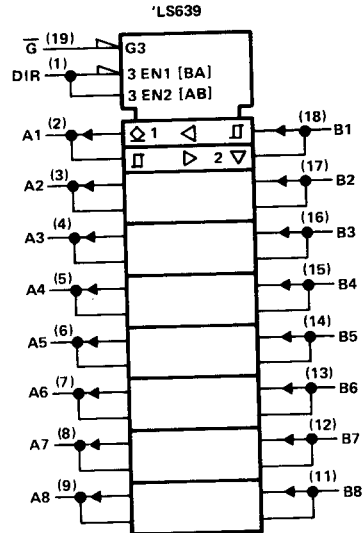 'LS639
G (19) G3
DIR (1) 3 EN1 [BA]
3 EN2 [AB]
A1 (2) 1 (18) B1
2
A2 (3) (17) B2
A3 (4) (16) B3
A4 (5) (15) B4
A5 (6) (14) B5
A6 (7) (13) B6
A7 (8) (12) B7
A8 (9) (11) B8